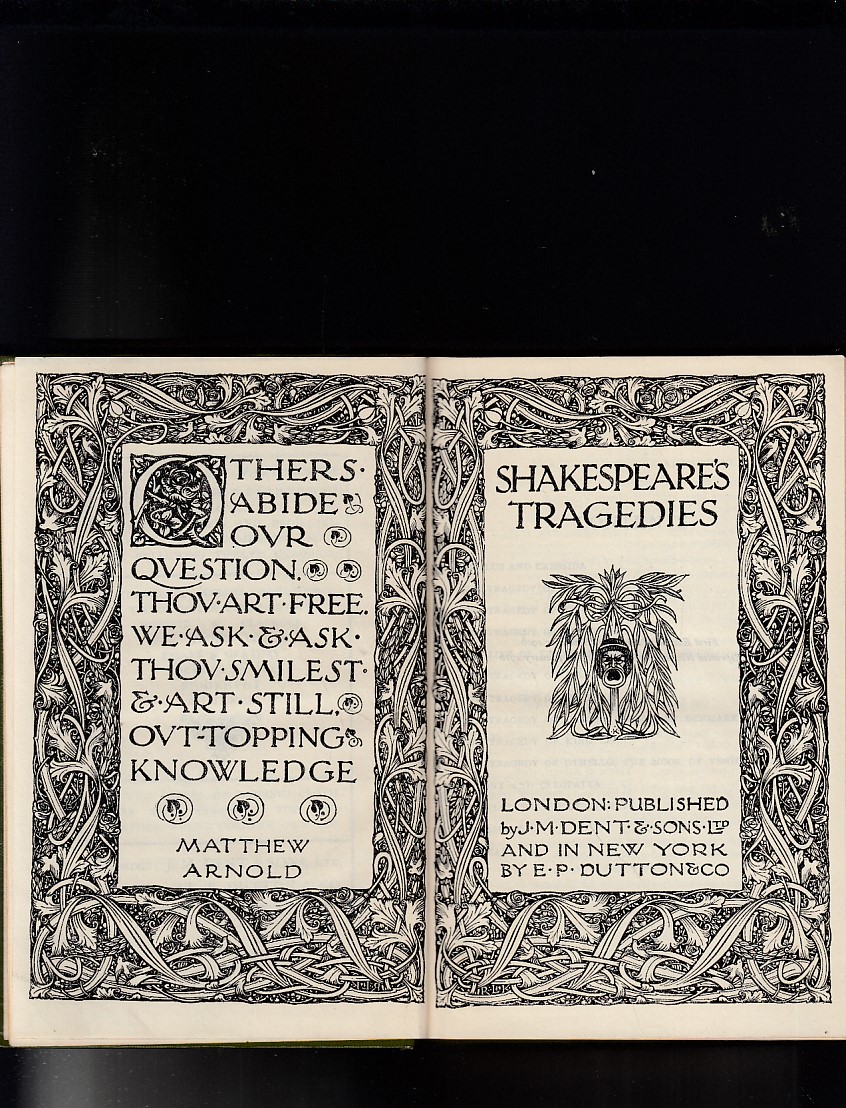 OTHERS·
ABIDE
OVR
QVESTION.
THOV·ART·FREE.
WE·ASK·&·ASK·
THOV·SMILEST·
&·ART·STILL,
OVT-TOPPING
KNOWLEDGE
MATTHEW
ARNOLD
SHAKESPEARE'S
TRAGEDIES
LONDON: PUBLISHED
by J·M·DENT·&·SONS·LTD
AND IN NEW YORK
BY E·P·DUTTON&CO